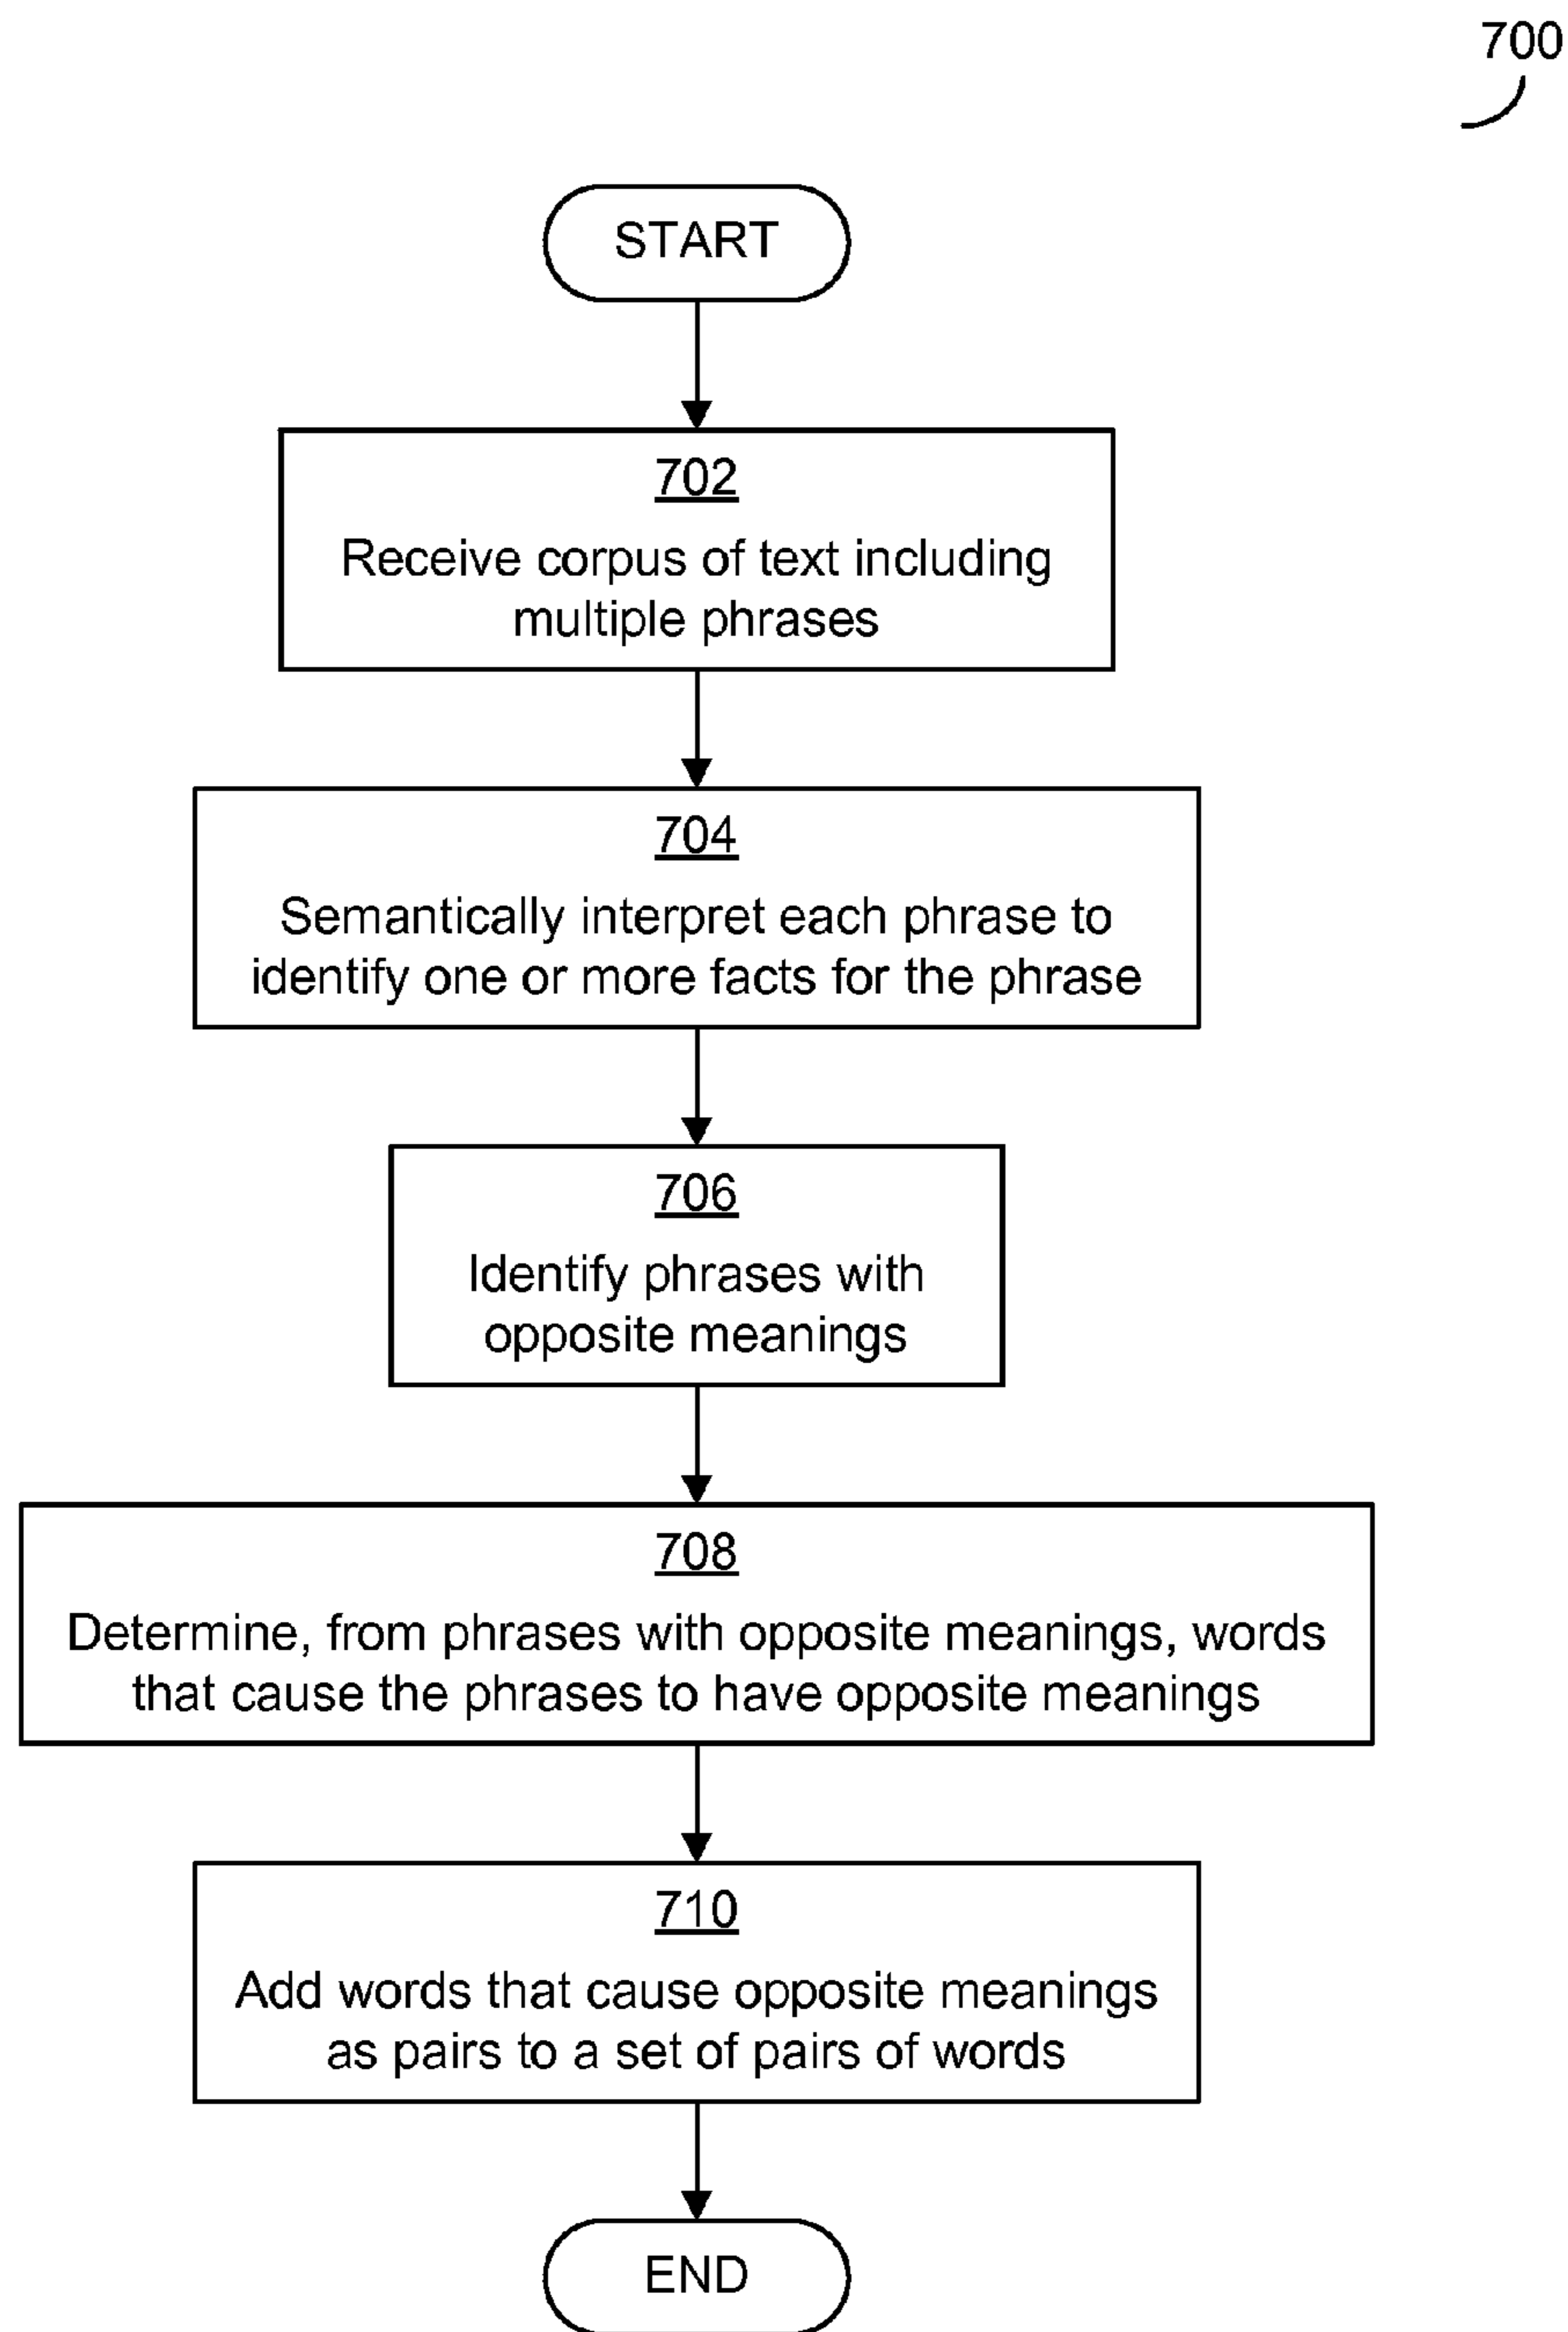 700
START
702
Receive corpus of text including
multiple phrases
704
Semantically interpret each phrase to
identify one or more facts for the phrase
706
Identify phrases with
opposite meanings
708
Determine, from phrases with opposite meanings, words
that cause the phrases to have opposite meanings
710
Add words that cause opposite meanings
as pairs to a set of pairs of words
END